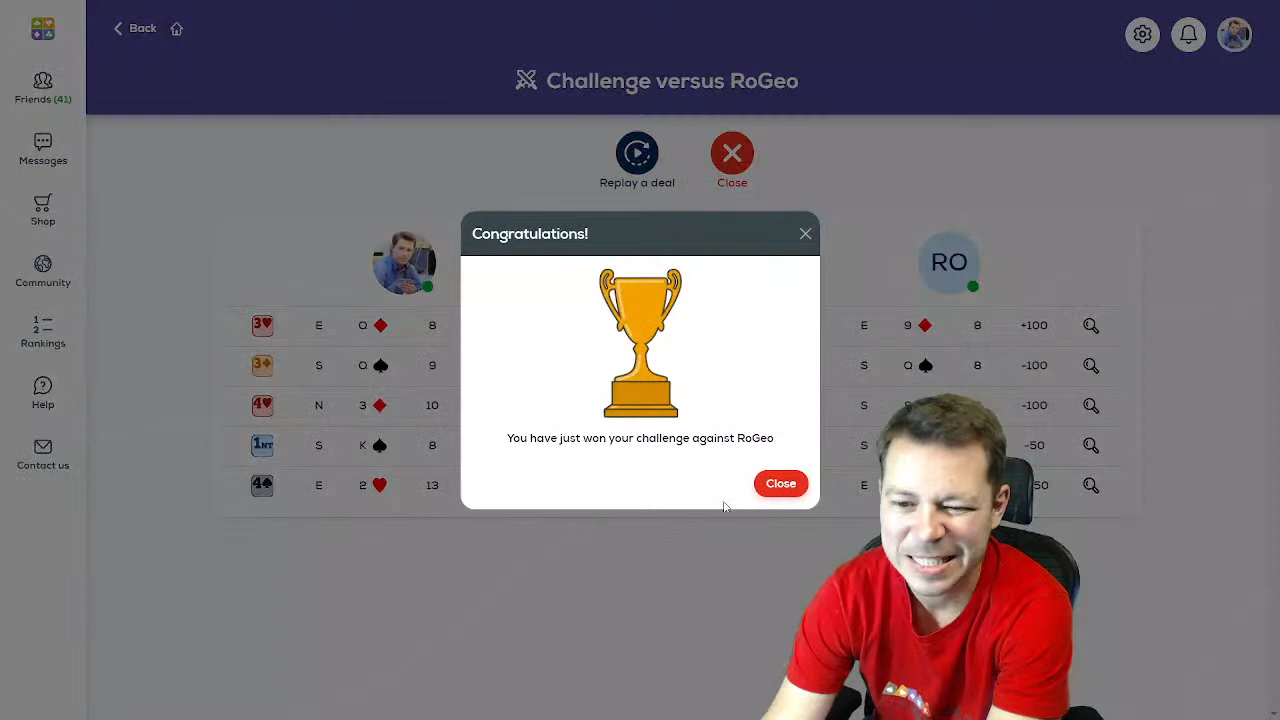 Back
Challenge versus RoGeo
Friends (41)
Messages
Shop
Community
Rankings
Help
Contact us
Replay a deal
Close
Congratulations!
You have just won your challenge against RoGeo
Close
RO
3♥ E Q♦ 8
3♦ S Q♠ 9
4♥ N 3♦ 10
1NT S K♠ 8
4♠ E 2♥ 13
E 9♦ 8 +100
S Q♠ 8 -100
S -100
S -50
E 50